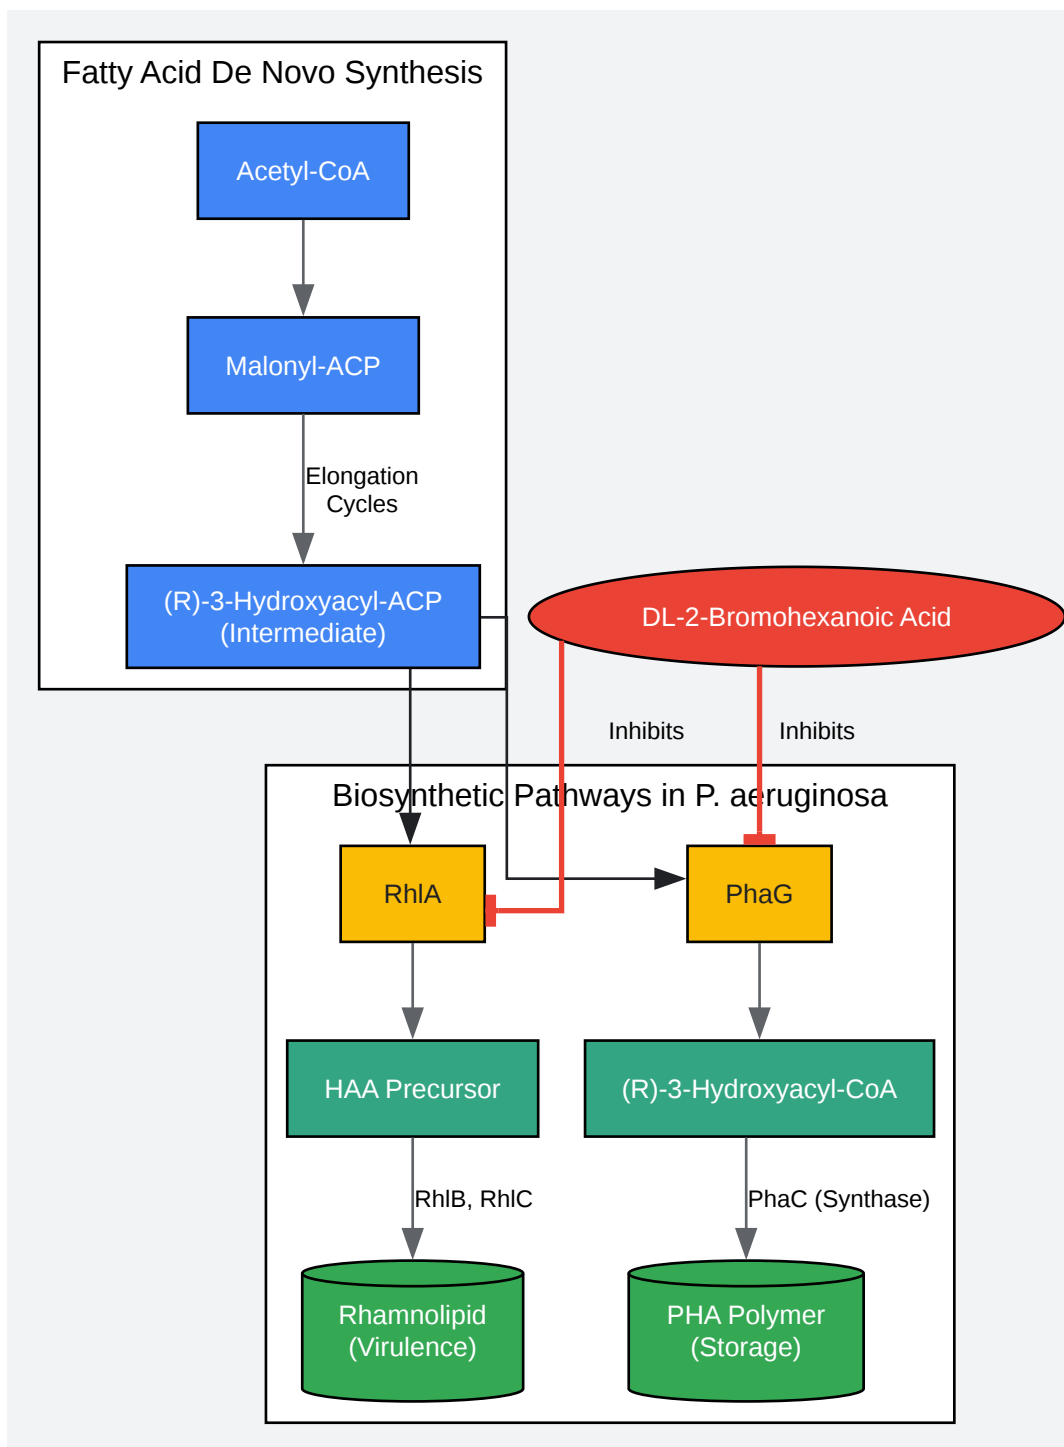 Fatty Acid De Novo Synthesis
Acetyl-CoA
Malonyl-ACP
Elongation
Cycles
(R)-3-Hydroxyacyl-ACP
(Intermediate)
DL-2-Bromohexanoic Acid
Inhibits
Inhibits
Biosynthetic Pathways in P. aeruginosa
RhlA
PhaG
HAA Precursor
(R)-3-Hydroxyacyl-CoA
RhlB, RhlC
PhaC (Synthase)
Rhamnolipid
(Virulence)
PHA Polymer
(Storage)